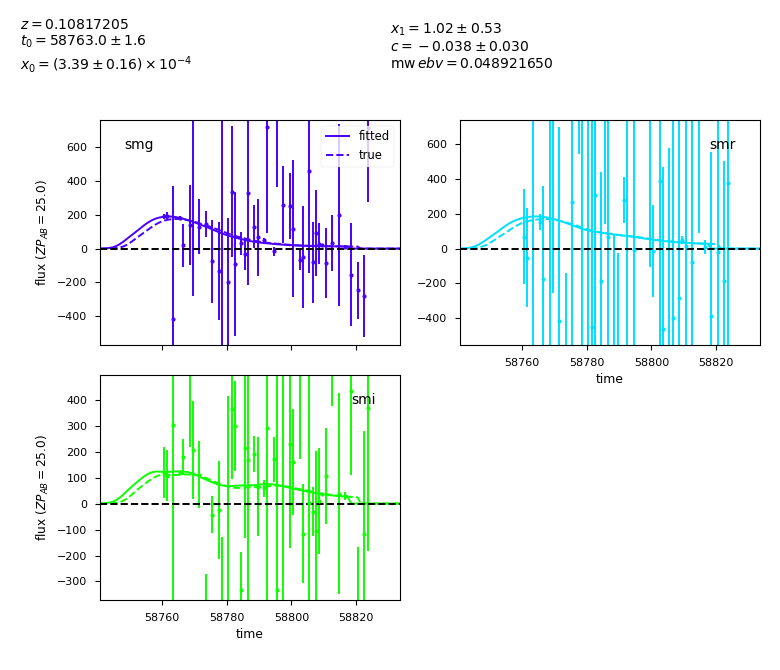 z = 0.10817205
t₀ = 58763.0 ± 1.6
x₀ = (3.39 ± 0.16) × 10⁻⁴
x₁ = 1.02 ± 0.53
c = −0.038 ± 0.030
mwebv = 0.048921650
smg
fitted
true
600
400
200
0
−200
−400
flux (ZP_AB = 25.0)
smr
600
400
200
0
−200
−400
58760 58780 58800 58820
time
smi
400
300
200
100
0
−100
−200
−300
flux (ZP_AB = 25.0)
58760 58780 58800 58820
time